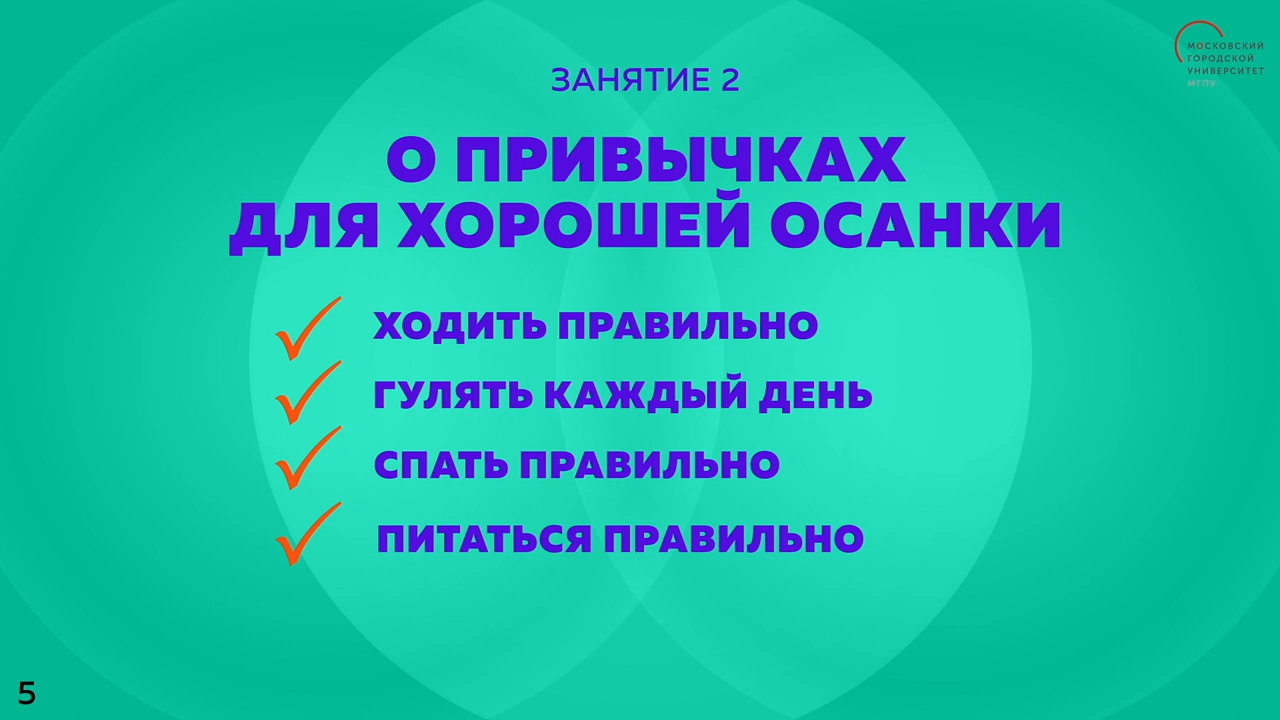 МОСКОВСКИЙ
ГОРОДСКОЙ
УНИВЕРСИТЕТ
МГПУ
ЗАНЯТИЕ 2
О ПРИВЫЧКАХ
ДЛЯ ХОРОШЕЙ ОСАНКИ
ХОДИТЬ ПРАВИЛЬНО
ГУЛЯТЬ КАЖДЫЙ ДЕНЬ
СПАТЬ ПРАВИЛЬНО
ПИТАТЬСЯ ПРАВИЛЬНО
5